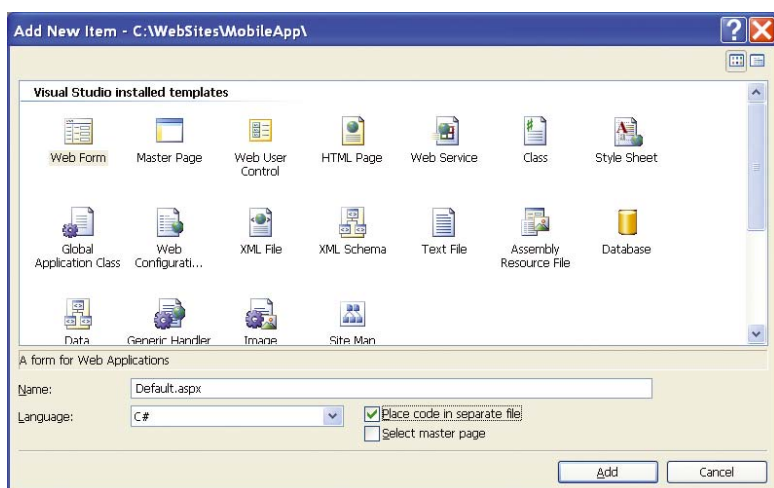 Add New Item - C:\WebSites\MobileApp\
Visual Studio installed templates
Web Form
Master Page
Web User
Control
HTML Page
Web Service
Class
Style Sheet
Global
Application Class
Web
Configurati...
XML File
XML Schema
Text File
Assembly
Resource File
Database
Data
Generic Handler
Image
Site Map
A form for Web Applications
Name:
Default.aspx
Language:
C#
Place code in separate file
Select master page
Add
Cancel